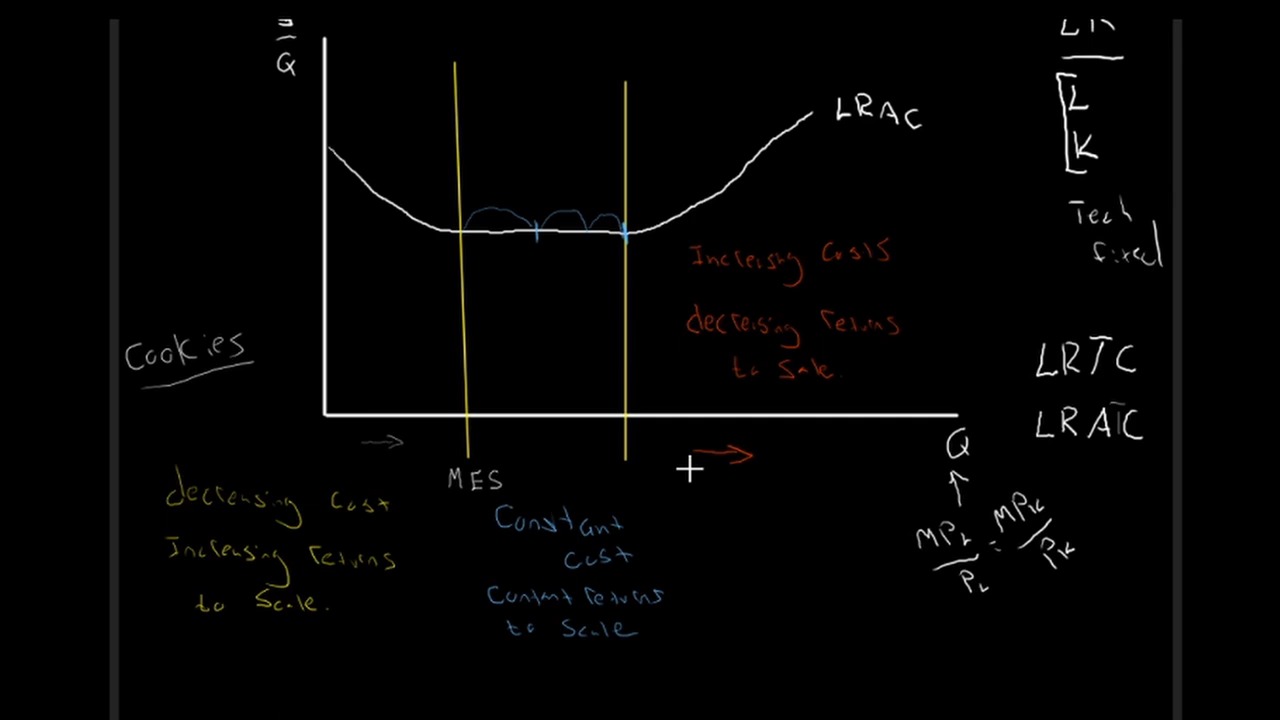 Q
LRAC
L
K
Tech
fixed
Increasing Costs
decreasing returns
to Scale.
Cookies
LRTC
LRATC
Q
MES
decreasing Cost
Increasing returns
to Scale.
Constant
Cost
Constant returns
to Scale
MPL = MPK
PL PK